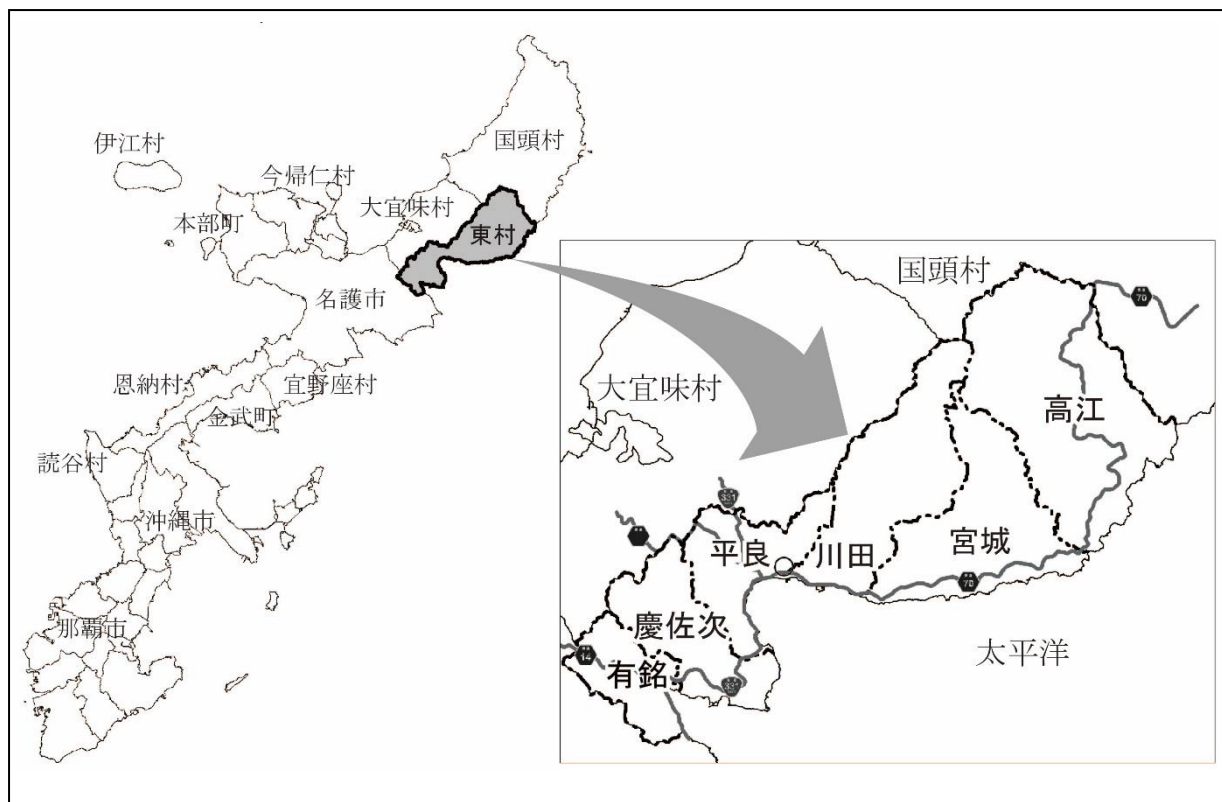 国頭村
伊江村
今帰仁村
大宜味村
本部町
東村
名護市
恩納村
宜野座村
金武町
読谷村
沖縄市
那覇市
国頭村
70
大宜味村
高江
331
平良
川田
宮城
70
慶佐次
太平洋
14
有銘
331